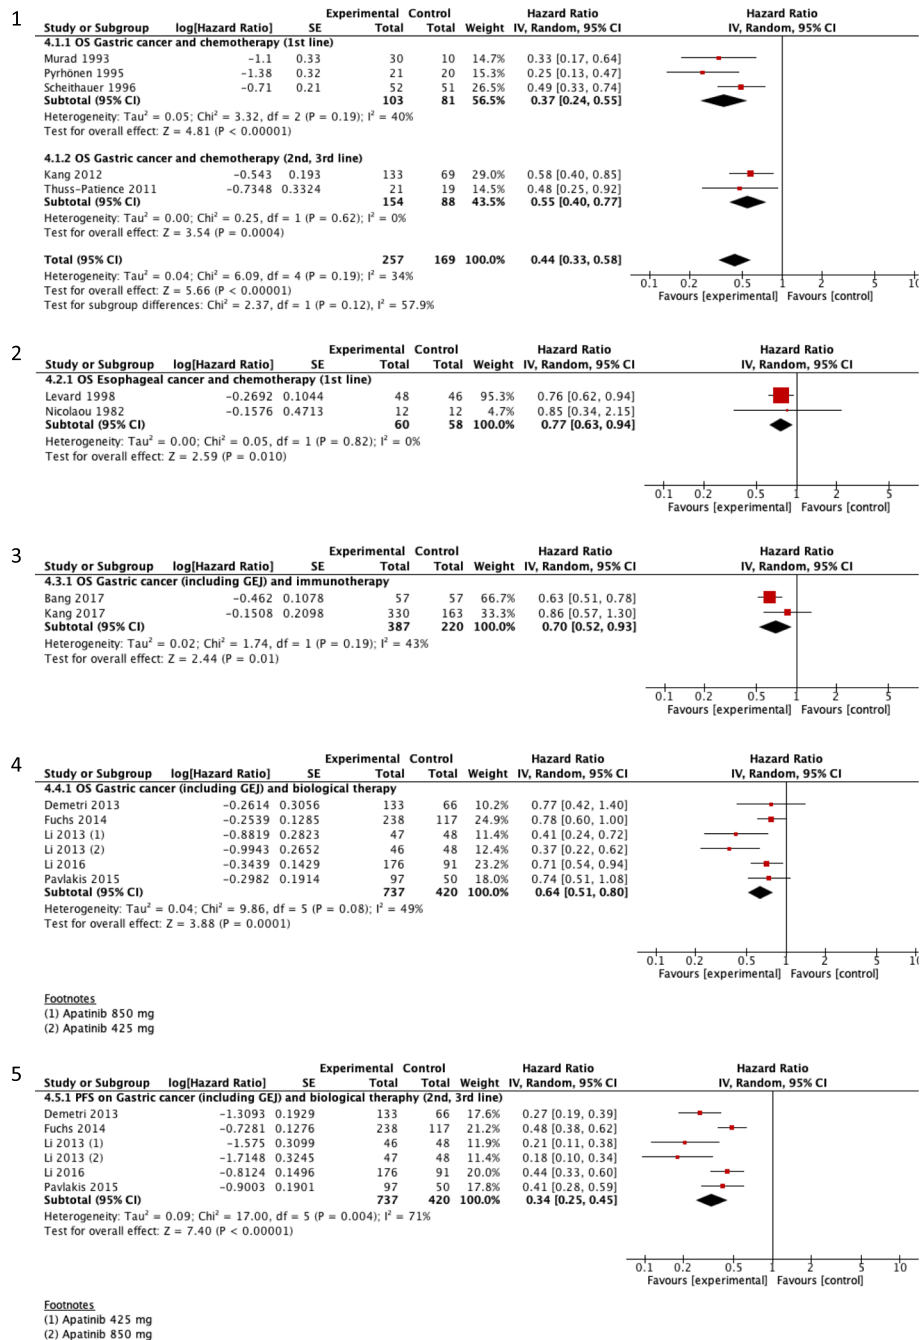 1
Experimental Control Hazard Ratio Hazard Ratio
Study or Subgroup log[Hazard Ratio] SE Total Total Weight IV, Random, 95% CI IV, Random, 95% CI
4.1.1 OS Gastric cancer and chemotherapy (1st line)
Murad 1993 -1.1 0.33 30 10 14.7% 0.33 [0.17, 0.64]
Pyrhönen 1995 -1.38 0.32 21 20 15.3% 0.25 [0.13, 0.47]
Scheithauer 1996 -0.71 0.21 52 51 26.5% 0.49 [0.33, 0.74]
Subtotal (95% CI) 103 81 56.5% 0.37 [0.24, 0.55]
Heterogeneity: Tau² = 0.05; Chi² = 3.32, df = 2 (P = 0.19); I² = 40%
Test for overall effect: Z = 4.81 (P < 0.00001)
4.1.2 OS Gastric cancer and chemotherapy (2nd, 3rd line)
Kang 2012 -0.543 0.193 133 69 29.0% 0.58 [0.40, 0.85]
Thuss-Patience 2011 -0.7348 0.3324 21 19 14.5% 0.48 [0.25, 0.92]
Subtotal (95% CI) 154 88 43.5% 0.55 [0.40, 0.77]
Heterogeneity: Tau² = 0.00; Chi² = 0.25, df = 1 (P = 0.62); I² = 0%
Test for overall effect: Z = 3.54 (P = 0.0004)
Total (95% CI) 257 169 100.0% 0.44 [0.33, 0.58]
Heterogeneity: Tau² = 0.04; Chi² = 6.09, df = 4 (P = 0.19); I² = 34%
Test for overall effect: Z = 5.66 (P < 0.00001)
Test for subgroup differences: Chi² = 2.37, df = 1 (P = 0.12), I² = 57.9%
0.1 0.2 0.5 1 2 5 10
Favours [experimental] Favours [control]
2
Experimental Control Hazard Ratio Hazard Ratio
Study or Subgroup log[Hazard Ratio] SE Total Total Weight IV, Random, 95% CI IV, Random, 95% CI
4.2.1 OS Esophageal cancer and chemotherapy (1st line)
Levard 1998 -0.2692 0.1044 48 46 95.3% 0.76 [0.62, 0.94]
Nicolaou 1982 -0.1576 0.4713 12 12 4.7% 0.85 [0.34, 2.15]
Subtotal (95% CI) 60 58 100.0% 0.77 [0.63, 0.94]
Heterogeneity: Tau² = 0.00; Chi² = 0.05, df = 1 (P = 0.82); I² = 0%
Test for overall effect: Z = 2.59 (P = 0.010)
0.1 0.2 0.5 1 2 5
Favours [experimental] Favours [control]
3
Experimental Control Hazard Ratio Hazard Ratio
Study or Subgroup log[Hazard Ratio] SE Total Total Weight IV, Random, 95% CI IV, Random, 95% CI
4.3.1 OS Gastric cancer (including GEJ) and immunotherapy
Bang 2017 -0.462 0.1078 57 57 66.7% 0.63 [0.51, 0.78]
Kang 2017 -0.1508 0.2098 330 163 33.3% 0.86 [0.57, 1.30]
Subtotal (95% CI) 387 220 100.0% 0.70 [0.52, 0.93]
Heterogeneity: Tau² = 0.02; Chi² = 1.74, df = 1 (P = 0.19); I² = 43%
Test for overall effect: Z = 2.44 (P = 0.01)
0.1 0.2 0.5 1 2 5
Favours [experimental] Favours [control]
4
Experimental Control Hazard Ratio Hazard Ratio
Study or Subgroup log[Hazard Ratio] SE Total Total Weight IV, Random, 95% CI IV, Random, 95% CI
4.4.1 OS Gastric cancer (including GEJ) and biological therapy
Demetri 2013 -0.2614 0.3056 133 66 10.2% 0.77 [0.42, 1.40]
Fuchs 2014 -0.2539 0.1285 238 117 24.9% 0.78 [0.60, 1.00]
Li 2013 (1) -0.8819 0.2823 47 48 11.4% 0.41 [0.24, 0.72]
Li 2013 (2) -0.9943 0.2652 46 48 12.4% 0.37 [0.22, 0.62]
Li 2016 -0.3439 0.1429 176 91 23.2% 0.71 [0.54, 0.94]
Pavlakis 2015 -0.2982 0.1914 97 50 18.0% 0.74 [0.51, 1.08]
Subtotal (95% CI) 737 420 100.0% 0.64 [0.51, 0.80]
Heterogeneity: Tau² = 0.04; Chi² = 9.86, df = 5 (P = 0.08); I² = 49%
Test for overall effect: Z = 3.88 (P = 0.0001)
0.1 0.2 0.5 1 2 5 10
Favours [experimental] Favours [control]
Footnotes
(1) Apatinib 850 mg
(2) Apatinib 425 mg
5
Experimental Control Hazard Ratio Hazard Ratio
Study or Subgroup log[Hazard Ratio] SE Total Total Weight IV, Random, 95% CI IV, Random, 95% CI
4.5.1 PFS on Gastric cancer (including GEJ) and biological theraphy (2nd, 3rd line)
Demetri 2013 -1.3093 0.1929 133 66 17.6% 0.27 [0.19, 0.39]
Fuchs 2014 -0.7281 0.1276 238 117 21.2% 0.48 [0.38, 0.62]
Li 2013 (1) -1.575 0.3099 46 48 11.9% 0.21 [0.11, 0.38]
Li 2013 (2) -1.7148 0.3245 47 48 11.4% 0.18 [0.10, 0.34]
Li 2016 -0.8124 0.1496 176 91 20.0% 0.44 [0.33, 0.60]
Pavlakis 2015 -0.9003 0.1901 97 50 17.8% 0.41 [0.28, 0.59]
Subtotal (95% CI) 737 420 100.0% 0.34 [0.25, 0.45]
Heterogeneity: Tau² = 0.09; Chi² = 17.00, df = 5 (P = 0.004); I² = 71%
Test for overall effect: Z = 7.40 (P < 0.00001)
0.1 0.2 0.5 1 2 5 10
Favours [experimental] Favours [control]
Footnotes
(1) Apatinib 425 mg
(2) Apatinib 850 mg